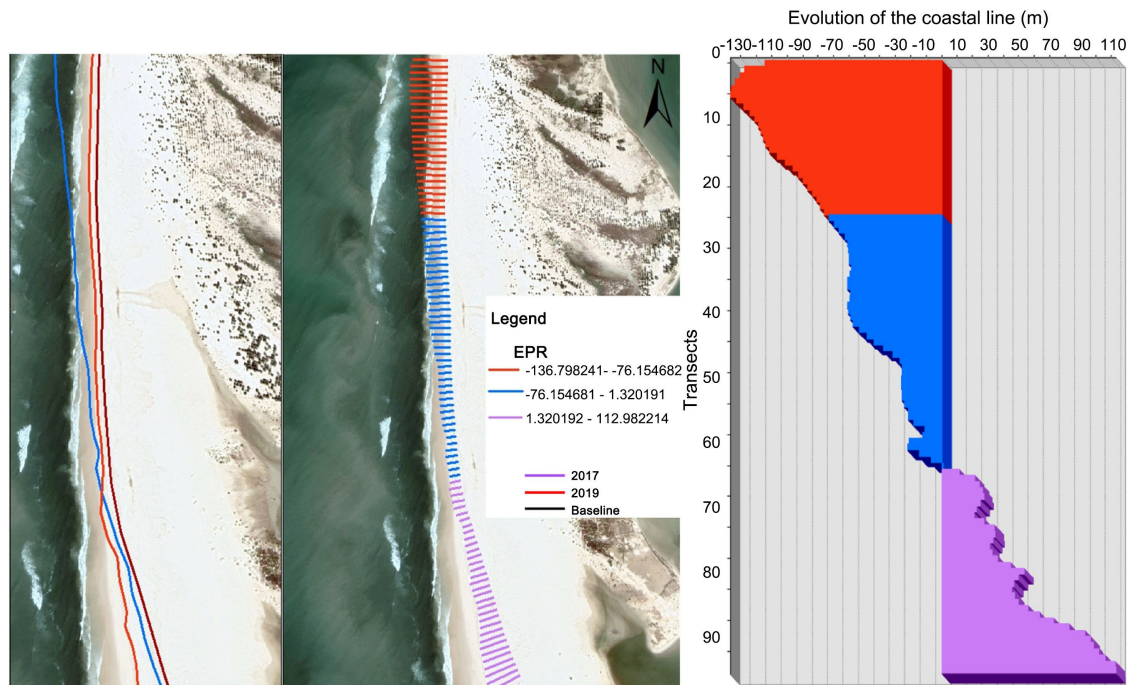 Evolution of the coastal line (m)
-130 -110 -90 -70 -50 -30 -10 10 30 50 70 90 110
0
10
20
30
40
50
60
70
80
90
Transects
N
Legend
EPR
-136.798241- -76.154682
-76.154681 - 1.320191
1.320192 - 112.982214
2017
2019
Baseline